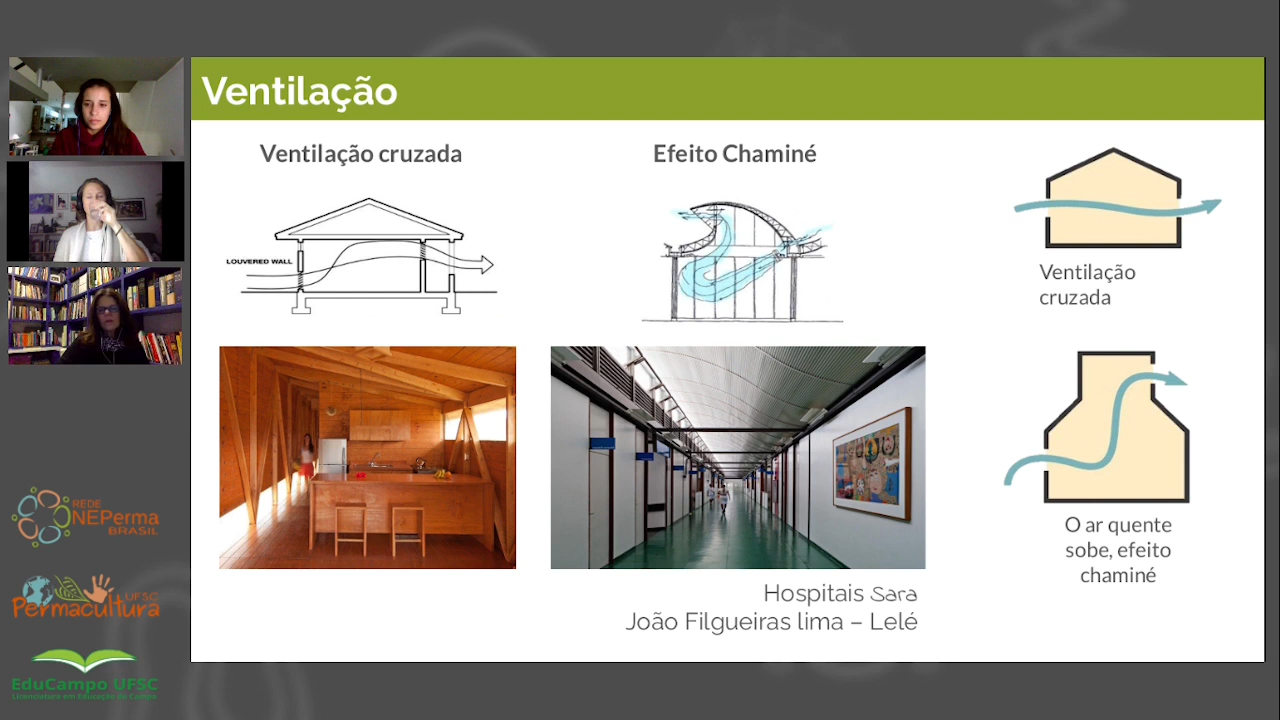 Ventilação
Ventilação cruzada
Efeito Chaminé
LOUVERED WALL
Ventilação
cruzada
O ar quente
sobe, efeito
chaminé
Hospitais Sara
João Filgueiras lima – Lelé
REDE
NEPerma
BRASIL
UFSC
Permacultura
EduCampo UFSC
Licenciatura em Educação do Campo